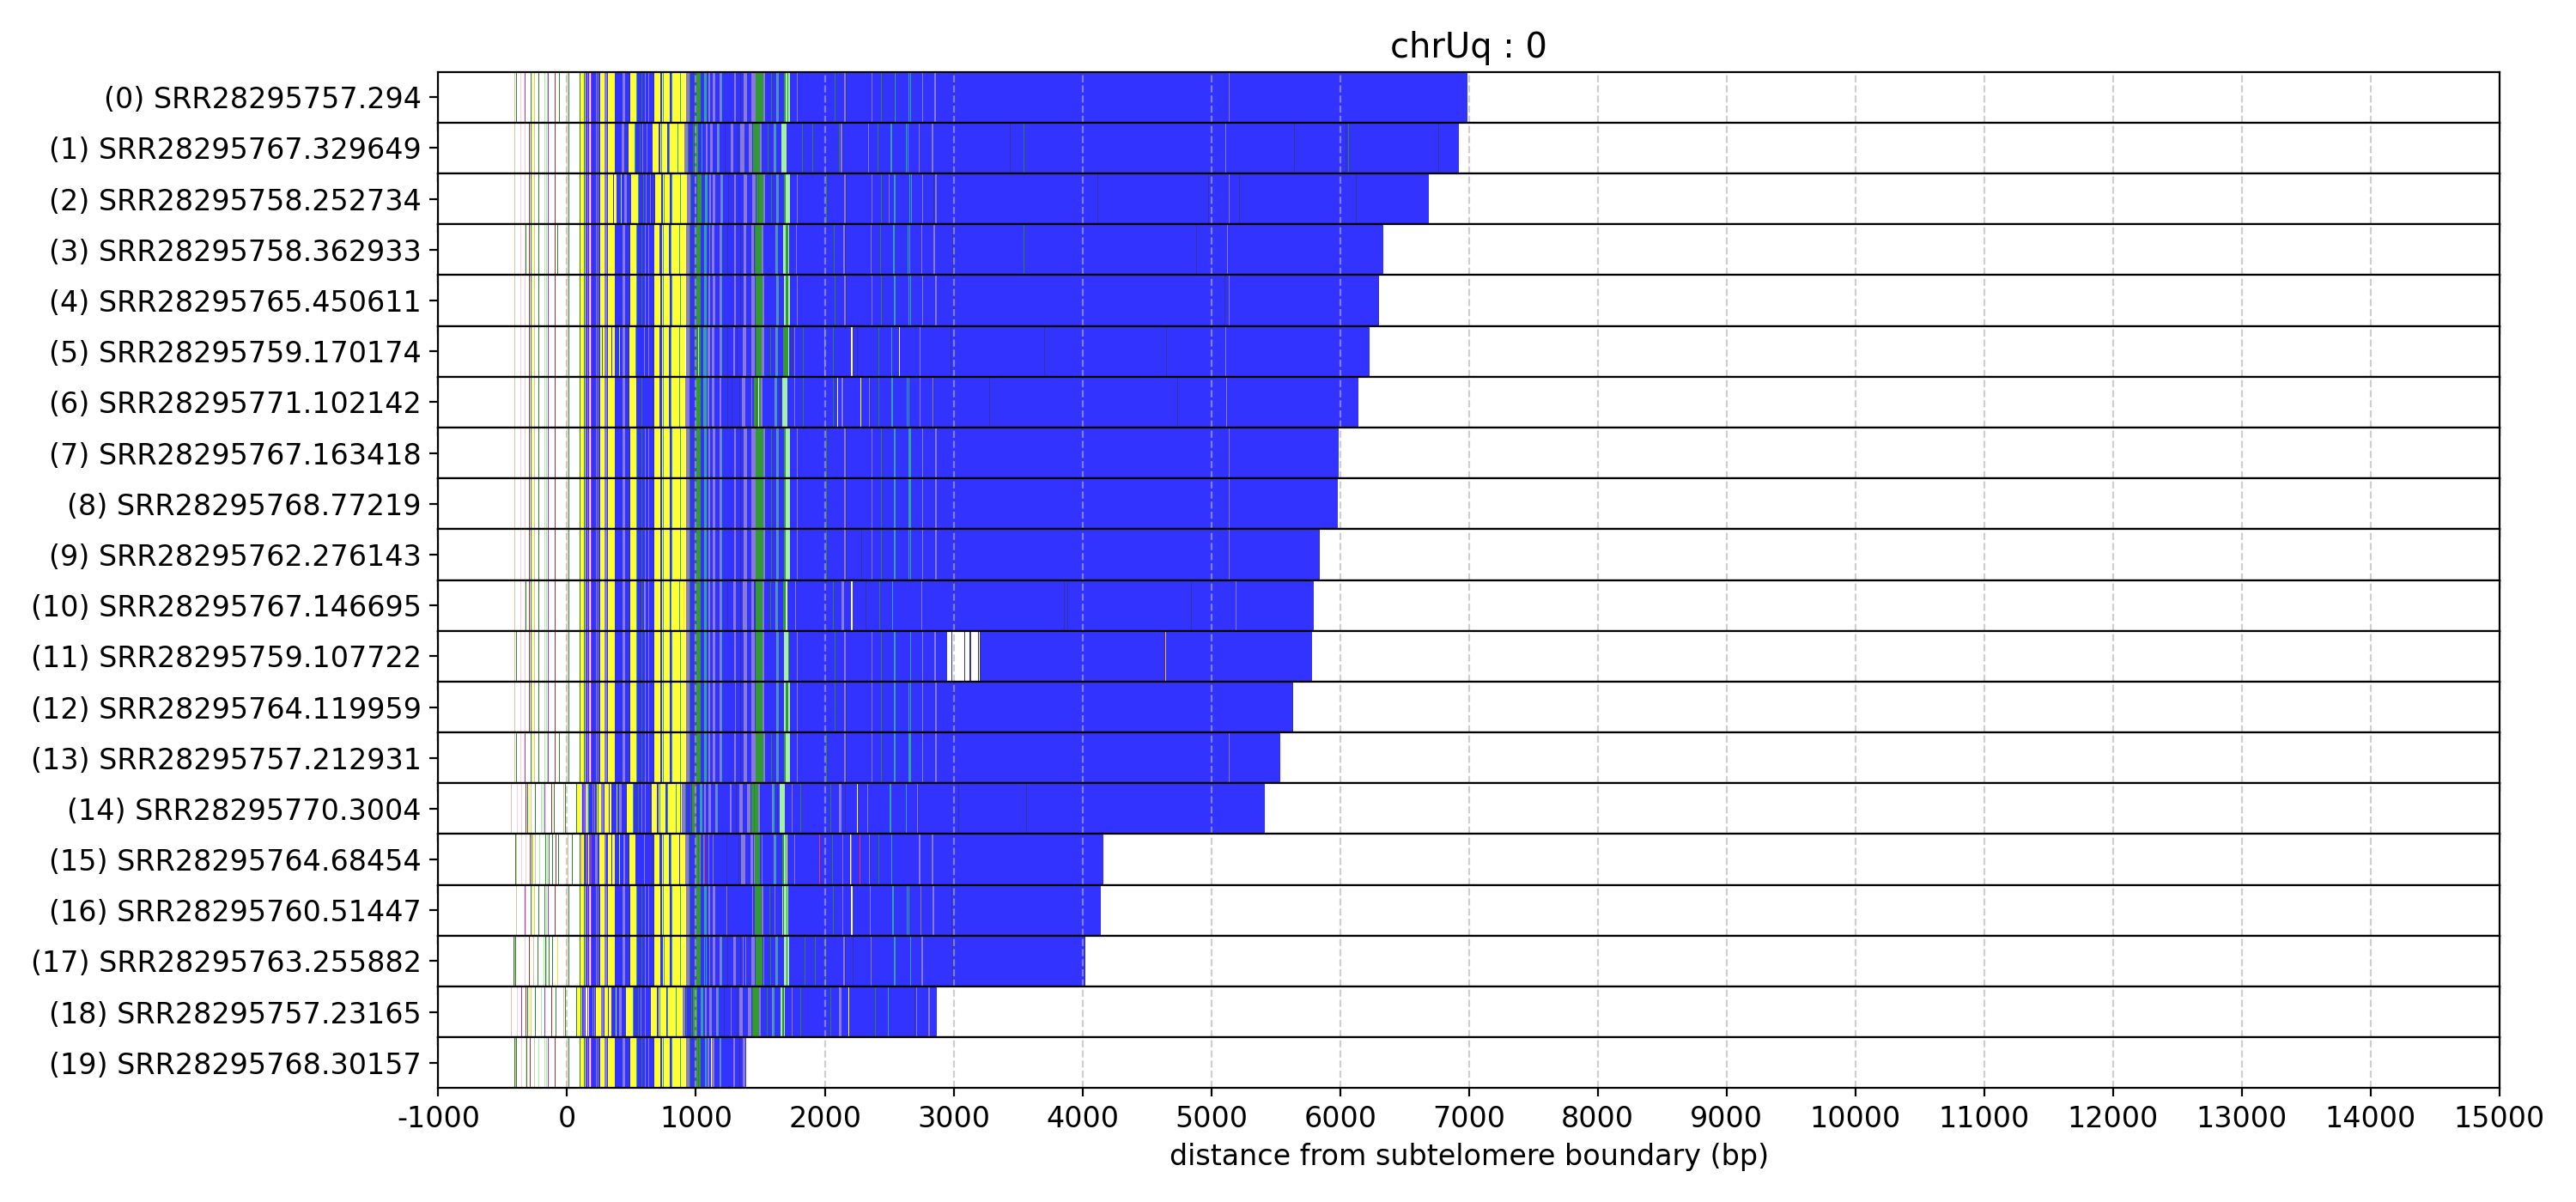 chrUq : 0
(0) SRR28295757.294
(1) SRR28295767.329649
(2) SRR28295758.252734
(3) SRR28295758.362933
(4) SRR28295765.450611
(5) SRR28295759.170174
(6) SRR28295771.102142
(7) SRR28295767.163418
(8) SRR28295768.77219
(9) SRR28295762.276143
(10) SRR28295767.146695
(11) SRR28295759.107722
(12) SRR28295764.119959
(13) SRR28295757.212931
(14) SRR28295770.3004
(15) SRR28295764.68454
(16) SRR28295760.51447
(17) SRR28295763.255882
(18) SRR28295757.23165
(19) SRR28295768.30157
-1000 0 1000 2000 3000 4000 5000 6000 7000 8000 9000 10000 11000 12000 13000 14000 15000
distance from subtelomere boundary (bp)